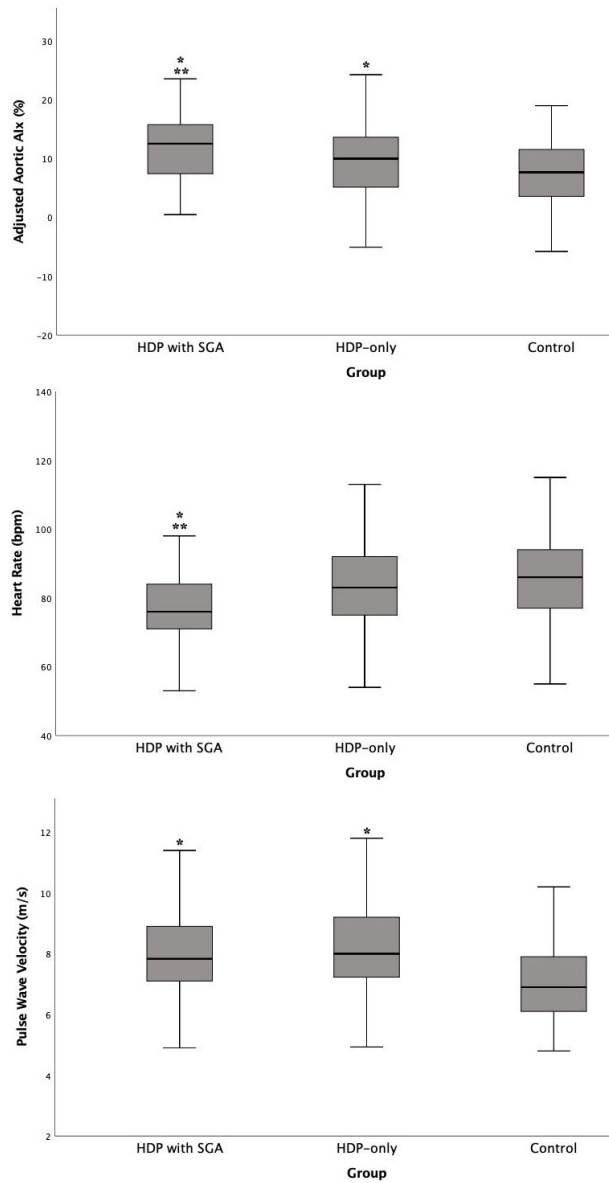 Adjusted Aortic AIx (%)
30
20
10
0
-10
-20
*
**
*
HDP with SGA
HDP-only
Control
Group
Heart Rate (bpm)
140
120
100
80
60
40
*
**
HDP with SGA
HDP-only
Control
Group
Pulse Wave Velocity (m/s)
12
10
8
6
4
2
*
*
HDP with SGA
HDP-only
Control
Group